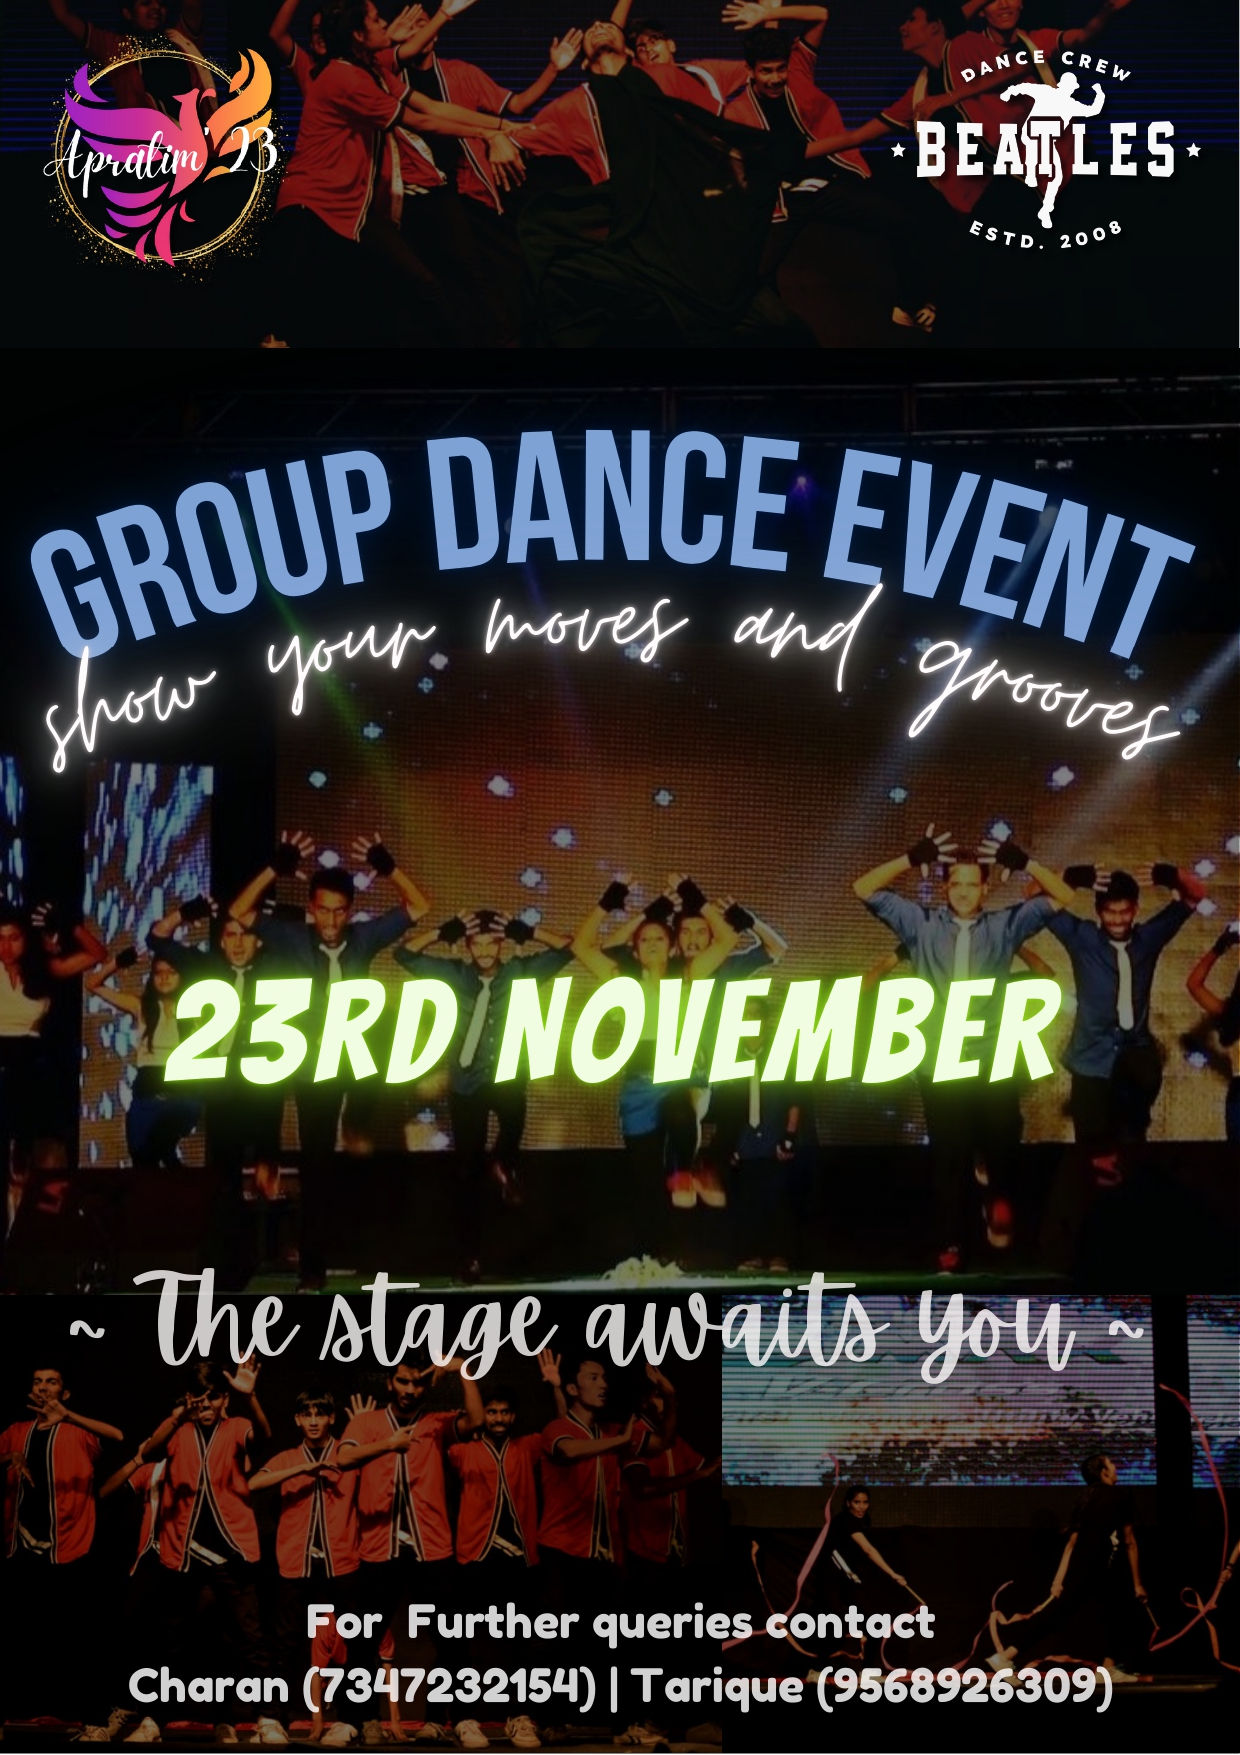 Apratim' 23
DANCE CREW
BEATLES
ESTD. 2008
GROUP DANCE EVENT
show your moves and grooves
23RD NOVEMBER
~ The stage awaits you ~
For Further queries contact
Charan (7347232154) | Tarique (9568926309)